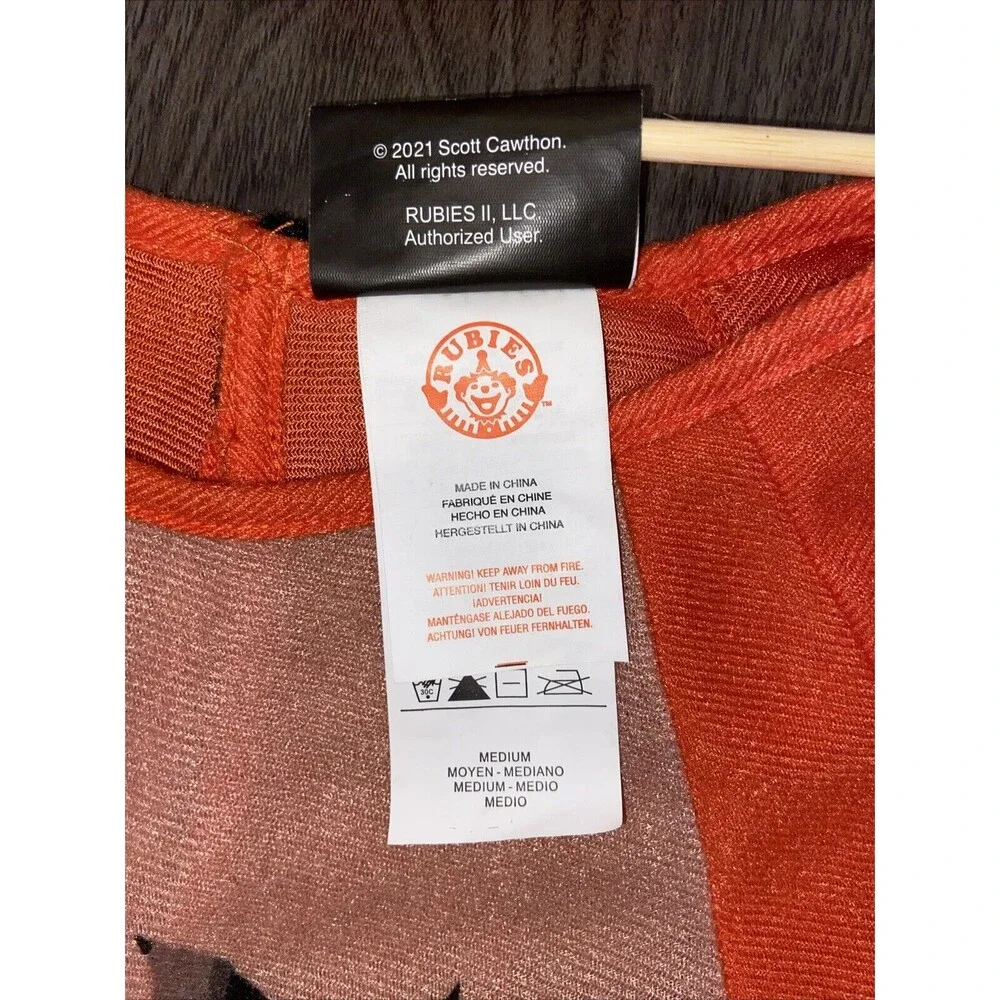 © 2021 Scott Cawthon.
All rights reserved.
RUBIES II, LLC.
Authorized User.
RUBIES
TM
MADE IN CHINA
FABRIQUÉ EN CHINE
HECHO EN CHINA
HERGESTELLT IN CHINA
WARNING! KEEP AWAY FROM FIRE.
ATTENTION! TENIR LOIN DU FEU.
¡ADVERTENCIA!
MANTÉNGASE ALEJADO DEL FUEGO.
ACHTUNG! VON FEUER FERNHALTEN.
30C
MEDIUM
MOYEN - MEDIANO
MEDIUM - MEDIO
MEDIO